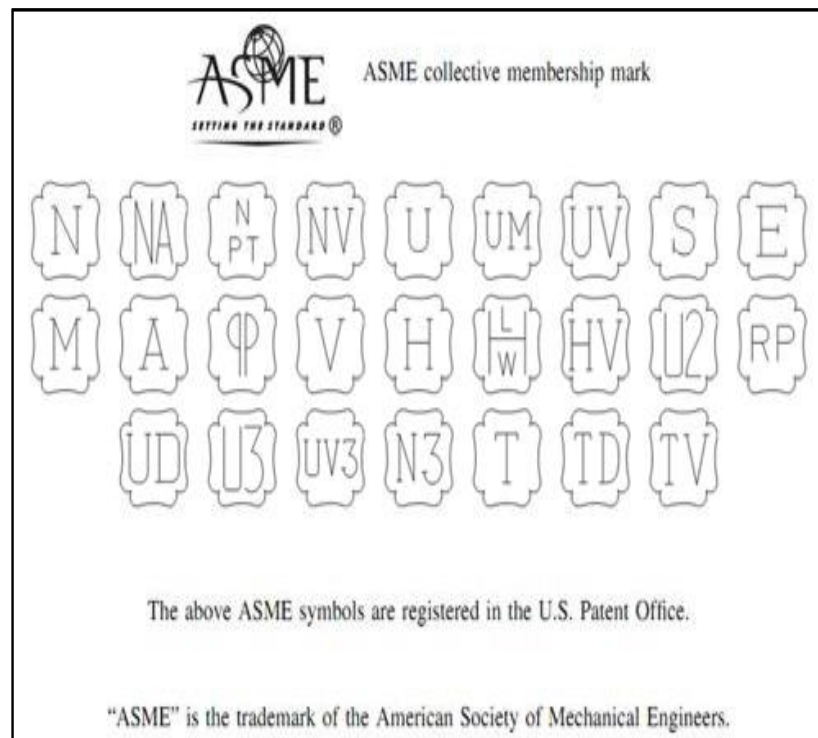 ASME
SETTING THE STANDARD®
ASME collective membership mark
N NA N PT NV U UM UV S E
M A V H H L W HV U2 RP
UD U3 UV3 N3 T TD TV
The above ASME symbols are registered in the U.S. Patent Office.
“ASME” is the trademark of the American Society of Mechanical Engineers.